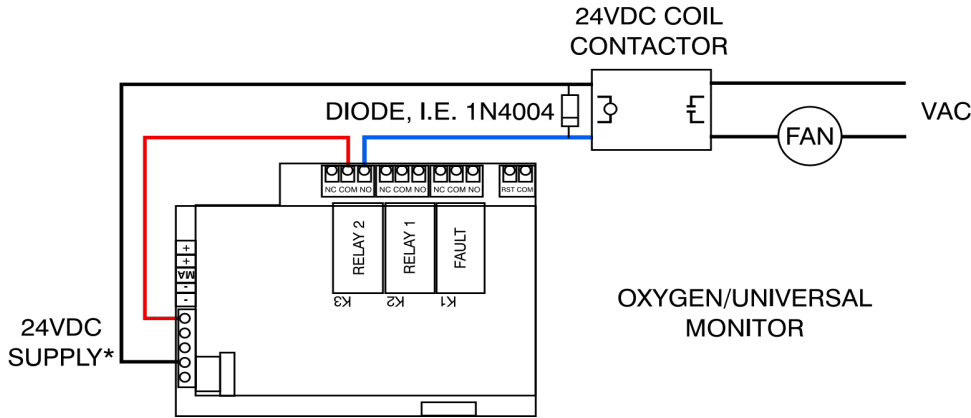 24VDC COIL
CONTACTOR
DIODE, I.E. 1N4004
VAC
FAN
NC COM NO NC COM NO NC COM NO RST COM
RELAY 2
RELAY 1
FAULT
K3
K2
K1
+
+
MA
-
-
OXYGEN/UNIVERSAL
MONITOR
24VDC
SUPPLY*